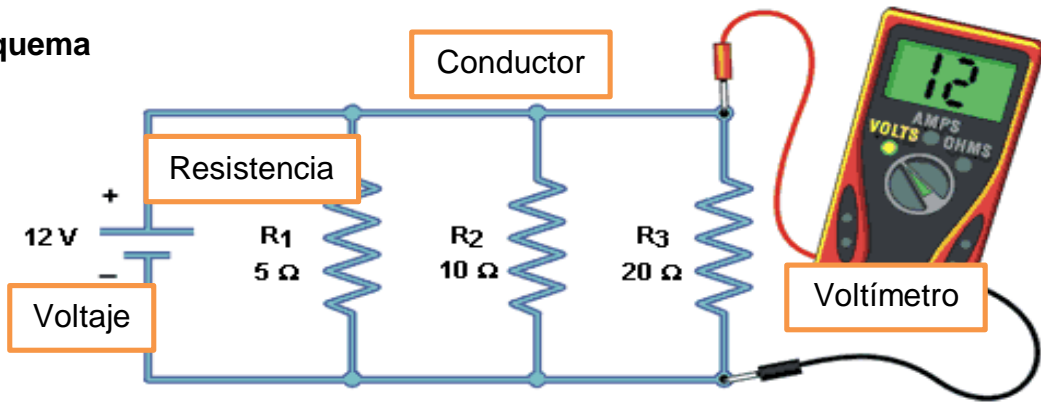 quema
Conductor
12
AMPS
VOLTS
OHMS
Resistencia
+
12 V
R1
5 Ω
R2
10 Ω
R3
20 Ω
–
Voltaje
Voltímetro